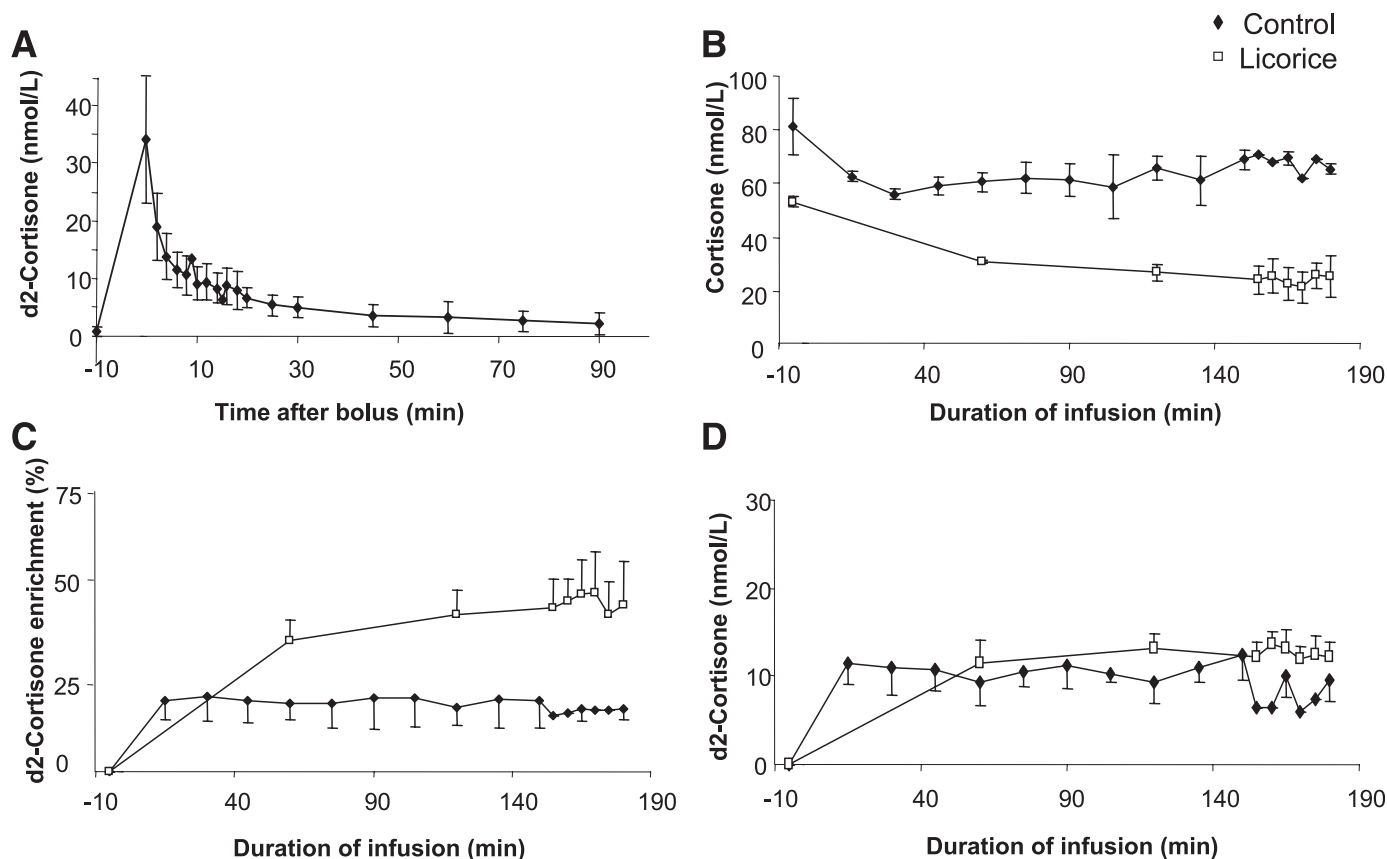 Control
Licorice
A
d2-Cortisone (nmol/L)
40
30
20
10
0
-10 10 30 50 70 90
Time after bolus (min)
B
Cortisone (nmol/L)
100
80
60
40
20
0
-10 40 90 140 190
Duration of infusion (min)
C
d2-Cortisone enrichment (%)
75
50
25
0
-10 40 90 140 190
Duration of infusion (min)
D
d2-Cortisone (nmol/L)
30
20
10
0
-10 40 90 140 190
Duration of infusion (min)